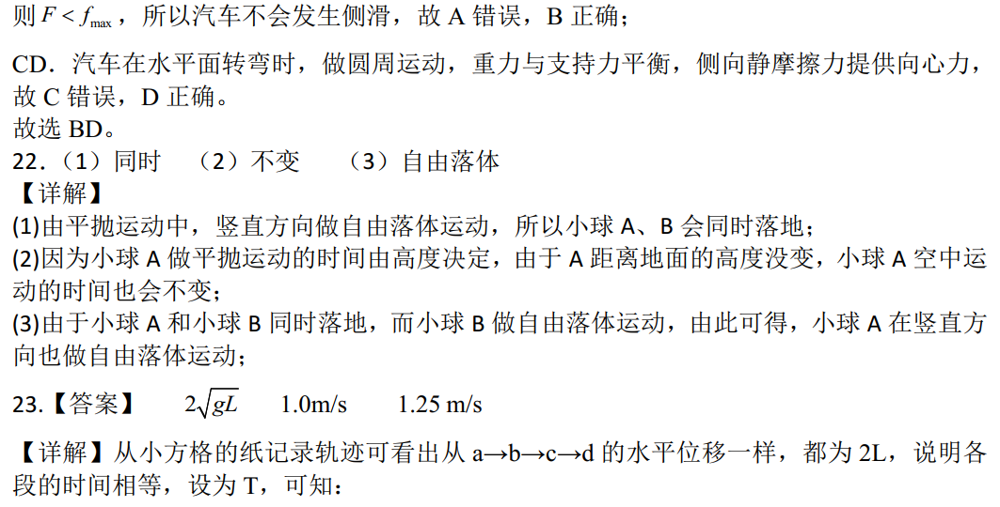 则 F < fmax，所以汽车不会发生侧滑，故 A 错误，B 正确；
CD．汽车在水平面转弯时，做圆周运动，重力与支持力平衡，侧向静摩擦力提供向心力，
故 C 错误，D 正确。
故选 BD。
22．（1）同时 （2）不变 （3）自由落体
【详解】
(1)由平抛运动中，竖直方向做自由落体运动，所以小球 A、B 会同时落地；
(2)因为小球 A 做平抛运动的时间由高度决定，由于 A 距离地面的高度没变，小球 A 空中运
动的时间也会不变；
(3)由于小球 A 和小球 B 同时落地，而小球 B 做自由落体运动，由此可得，小球 A 在竖直方
向也做自由落体运动；
23.【答案】 2√gL 1.0m/s 1.25 m/s
【详解】从小方格的纸记录轨迹可看出从 a→b→c→d 的水平位移一样，都为 2L，说明各
段的时间相等，设为 T，可知：